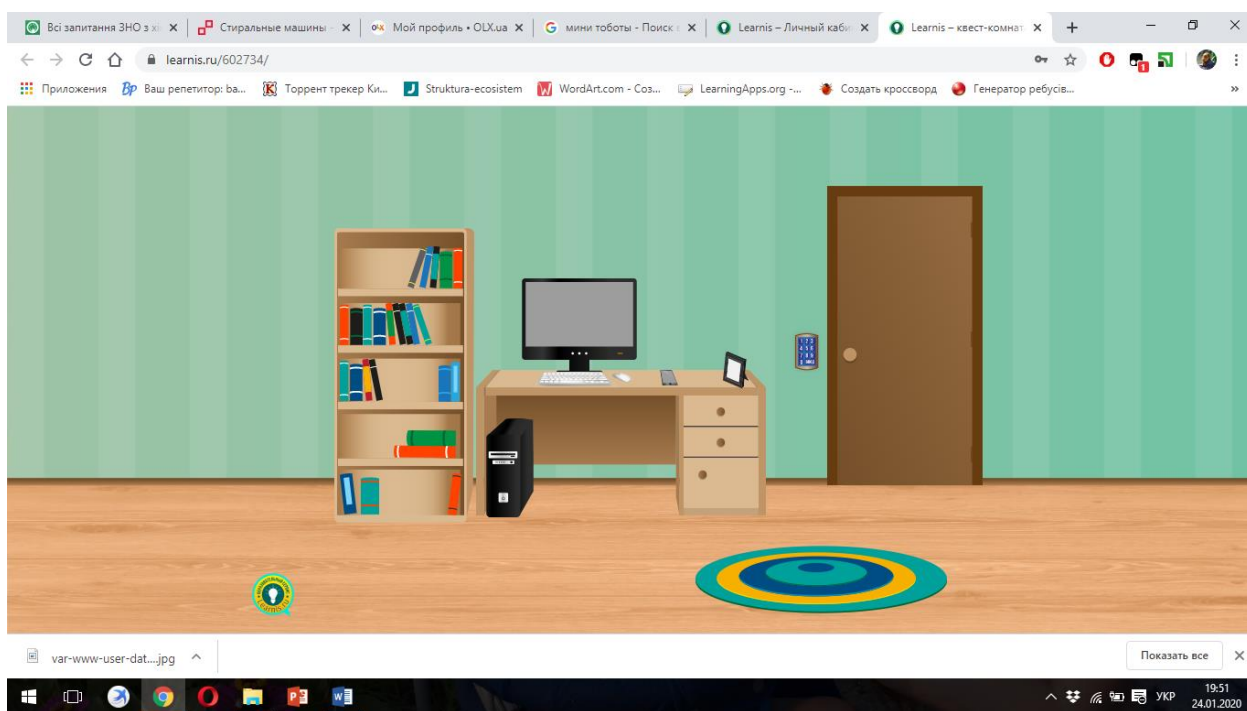 Всі запитання ЗНО з хі
Стиральные машины -
Мой профиль • OLX.ua
мини тоботы - Поиск
Learnis – Личный каби
Learnis – квест-комнат
learnis.ru/602734/
Приложения
Ваш репетитор: ba...
Торрент трекер Ки...
Struktura-ecosistem
WordArt.com - Соз...
LearningApps.org -...
Создать кроссворд
Генератор ребусів...
var-www-user-dat....jpg
Показать все
УКР
19:51
24.01.2020